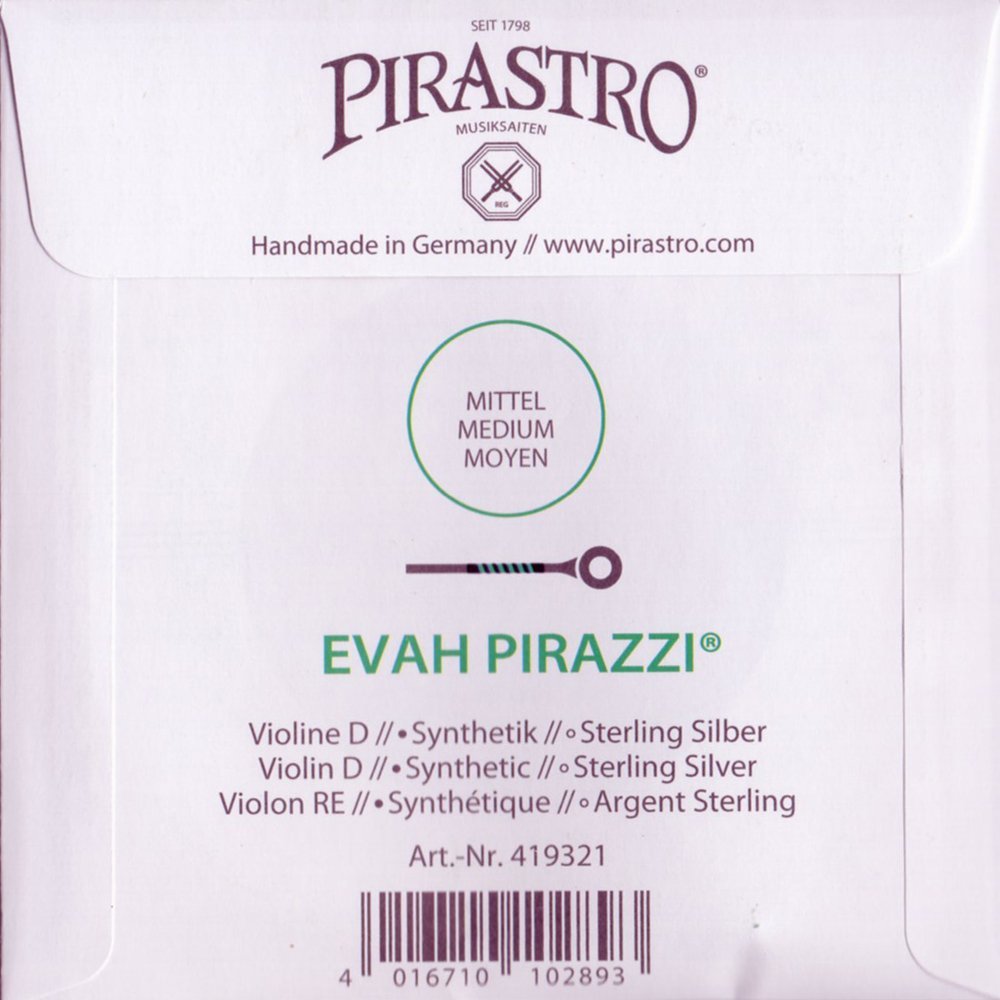 SEIT 1798
PIRASTRO®
MUSIKSAITEN
REG
Handmade in Germany // www.pirastro.com
MITTEL
MEDIUM
MOYEN
EVAH PIRAZZI®
Violine D // • Synthetik // ∘ Sterling Silber
Violin D // • Synthetic // ∘ Sterling Silver
Violon RE // • Synthétique // ∘ Argent Sterling
Art.-Nr. 419321
4 016710 102893